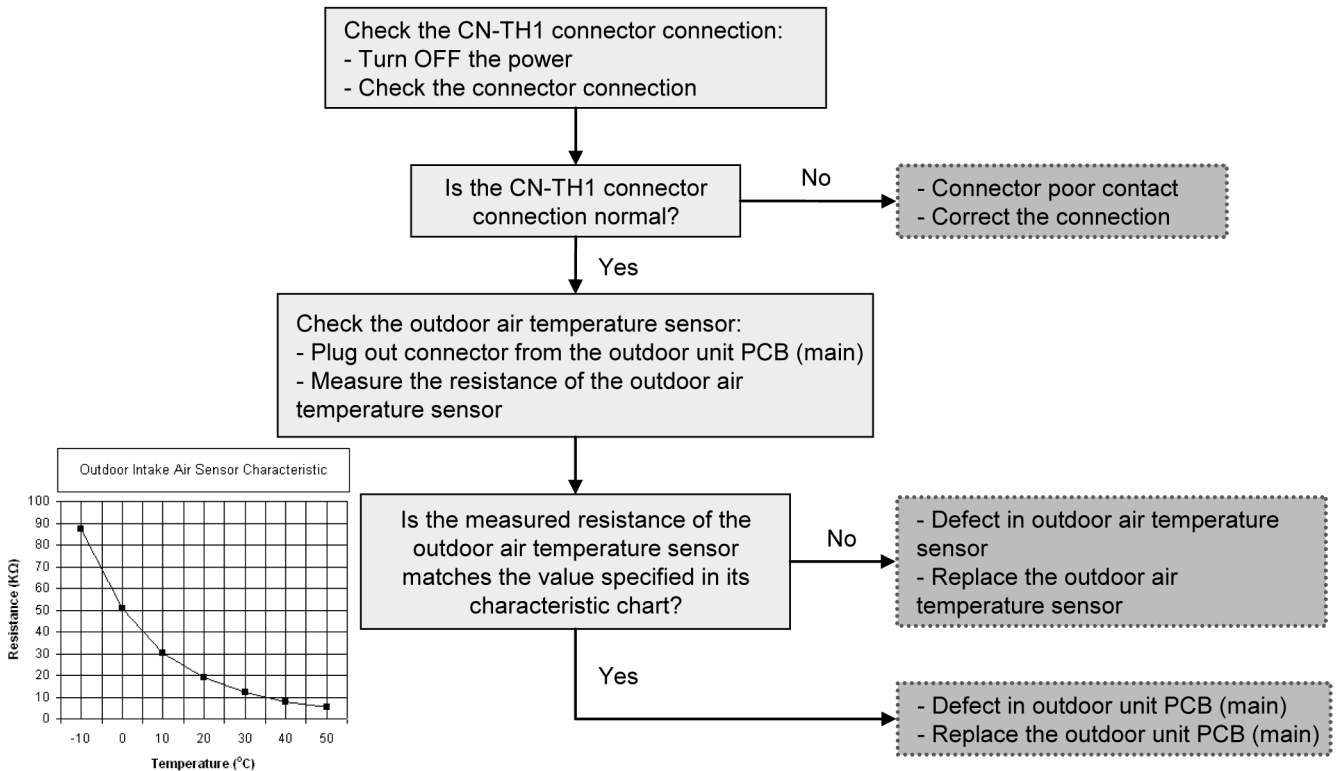 Check the CN-TH1 connector connection:
- Turn OFF the power
- Check the connector connection
Is the CN-TH1 connector
connection normal?
No
- Connector poor contact
- Correct the connection
Yes
Check the outdoor air temperature sensor:
- Plug out connector from the outdoor unit PCB (main)
- Measure the resistance of the outdoor air
temperature sensor
Outdoor Intake Air Sensor Characteristic
100
90
80
70
60
50
40
30
20
10
0
Resistance (KΩ)
-10 0 10 20 30 40 50
Temperature (°C)
Is the measured resistance of the
outdoor air temperature sensor
matches the value specified in its
characteristic chart?
No
- Defect in outdoor air temperature
sensor
- Replace the outdoor air
temperature sensor
Yes
- Defect in outdoor unit PCB (main)
- Replace the outdoor unit PCB (main)